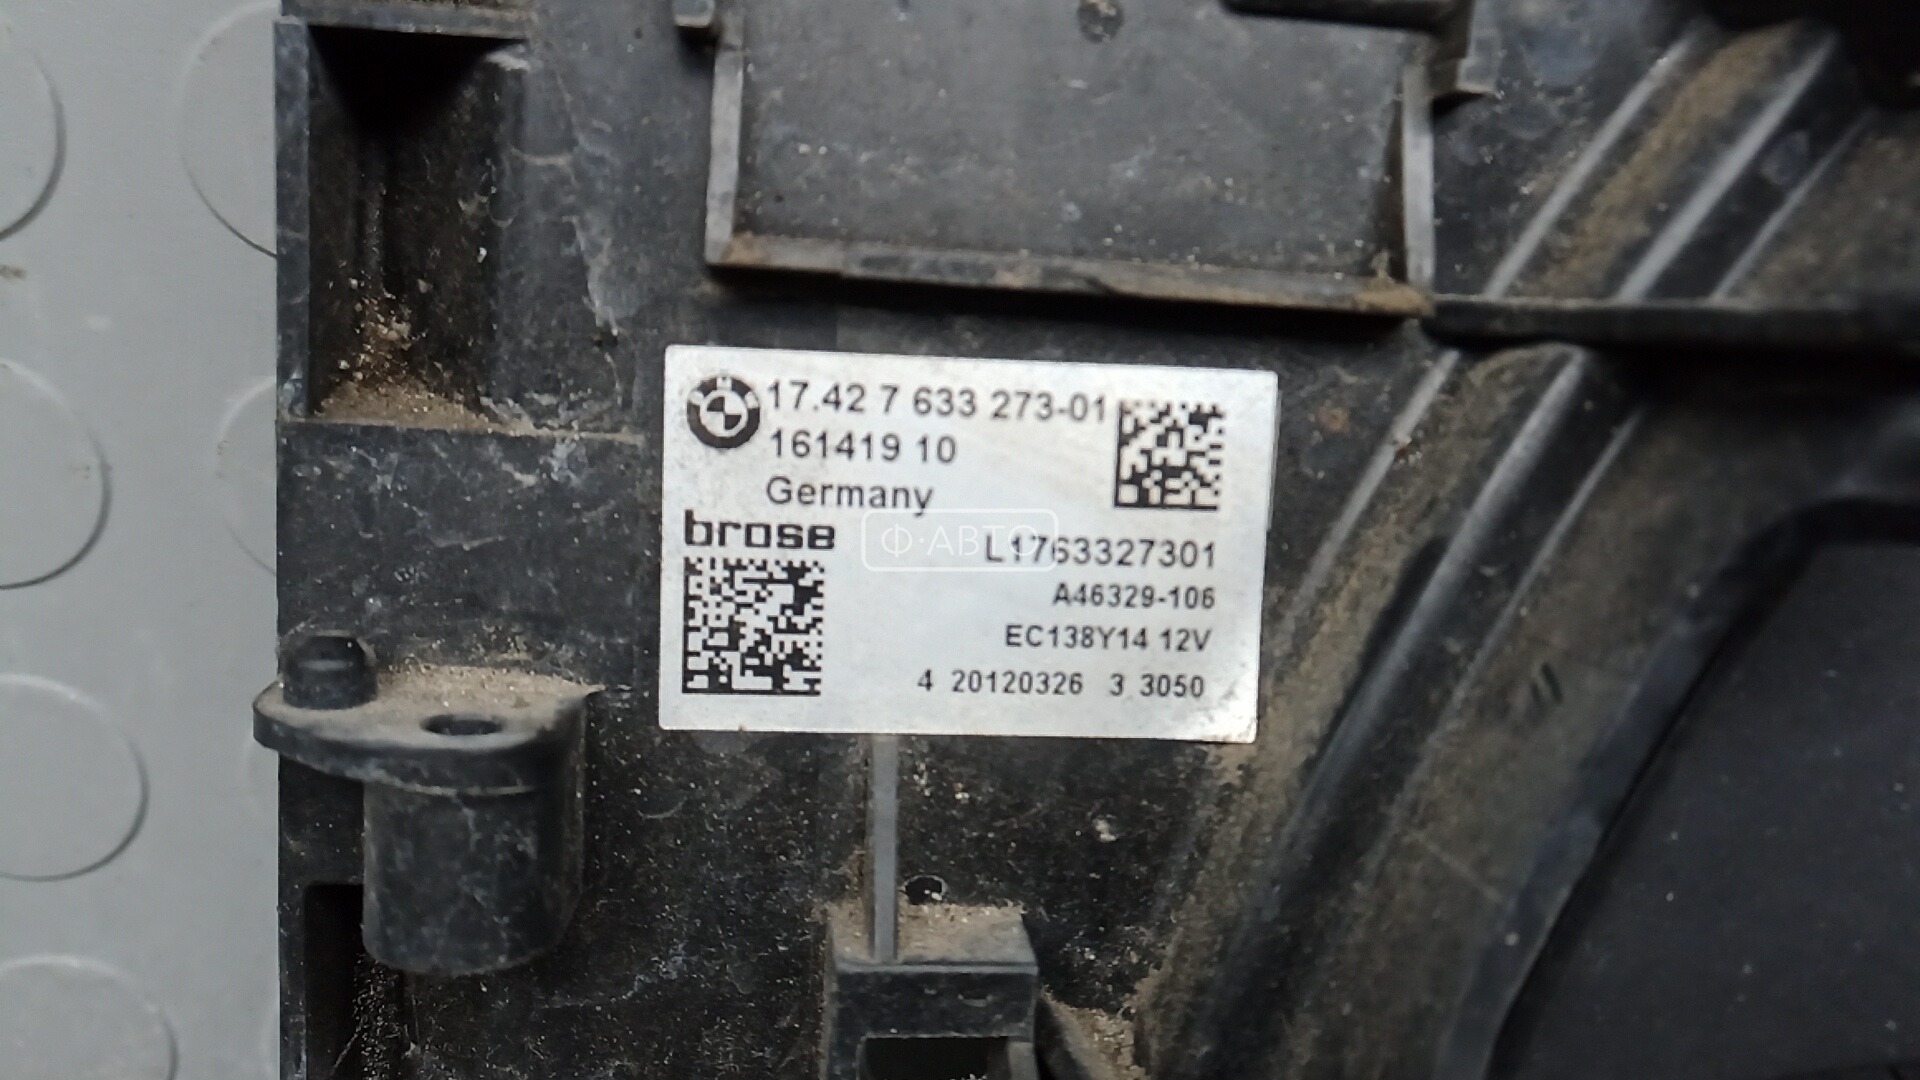 17.42 7 633 273-01
161419 10
Germany
brose
Ф·АВТО
L1763327301
A46329-106
EC138Y14 12V
4 20120326 3 3050